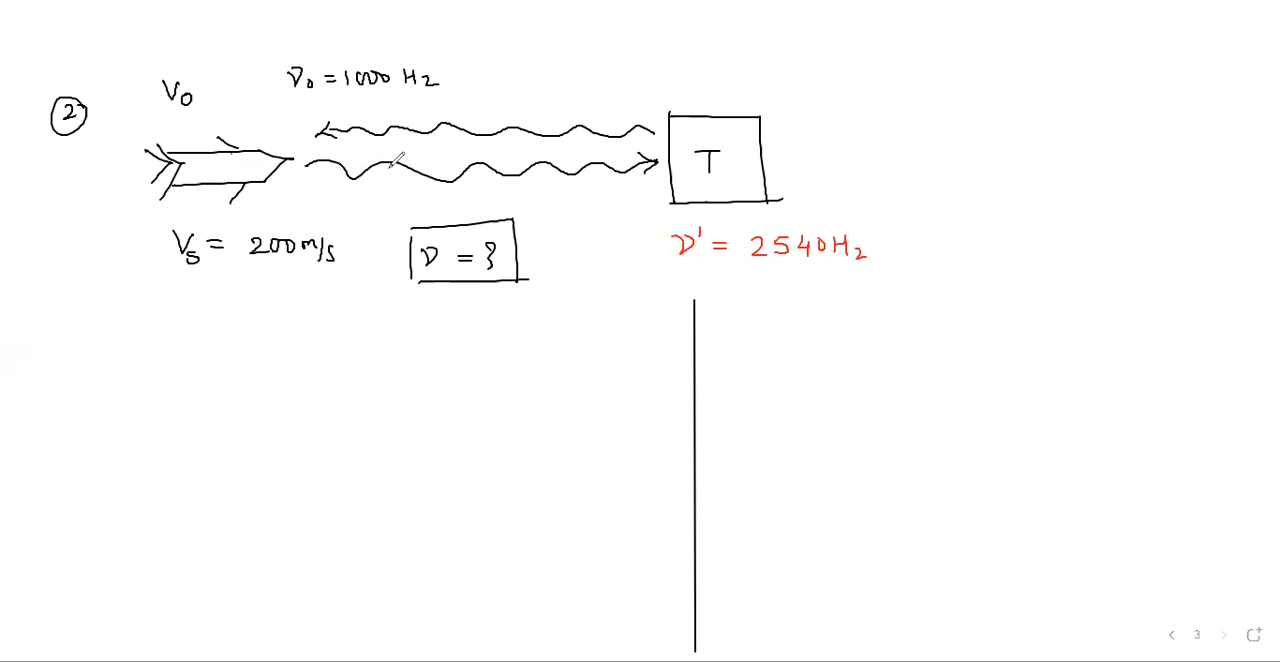 ②
V₀
ν₀ = 1000 Hz
T
Vₛ = 200 m/s
ν = ?
ν' = 2540 Hz
3